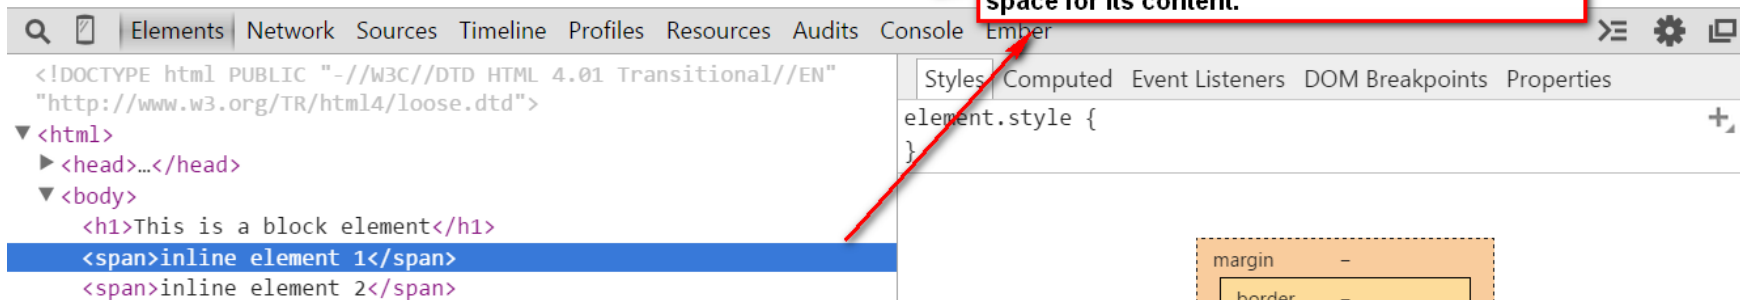 space for its content.
Elements Network Sources Timeline Profiles Resources Audits Console Ember
<!DOCTYPE html PUBLIC "-//W3C//DTD HTML 4.01 Transitional//EN"
"http://www.w3.org/TR/html4/loose.dtd">
<html>
<head>…</head>
<body>
<h1>This is a block element</h1>
<span>inline element 1</span>
<span>inline element 2</span>
Styles Computed Event Listeners DOM Breakpoints Properties
element.style {
}
margin –
border –